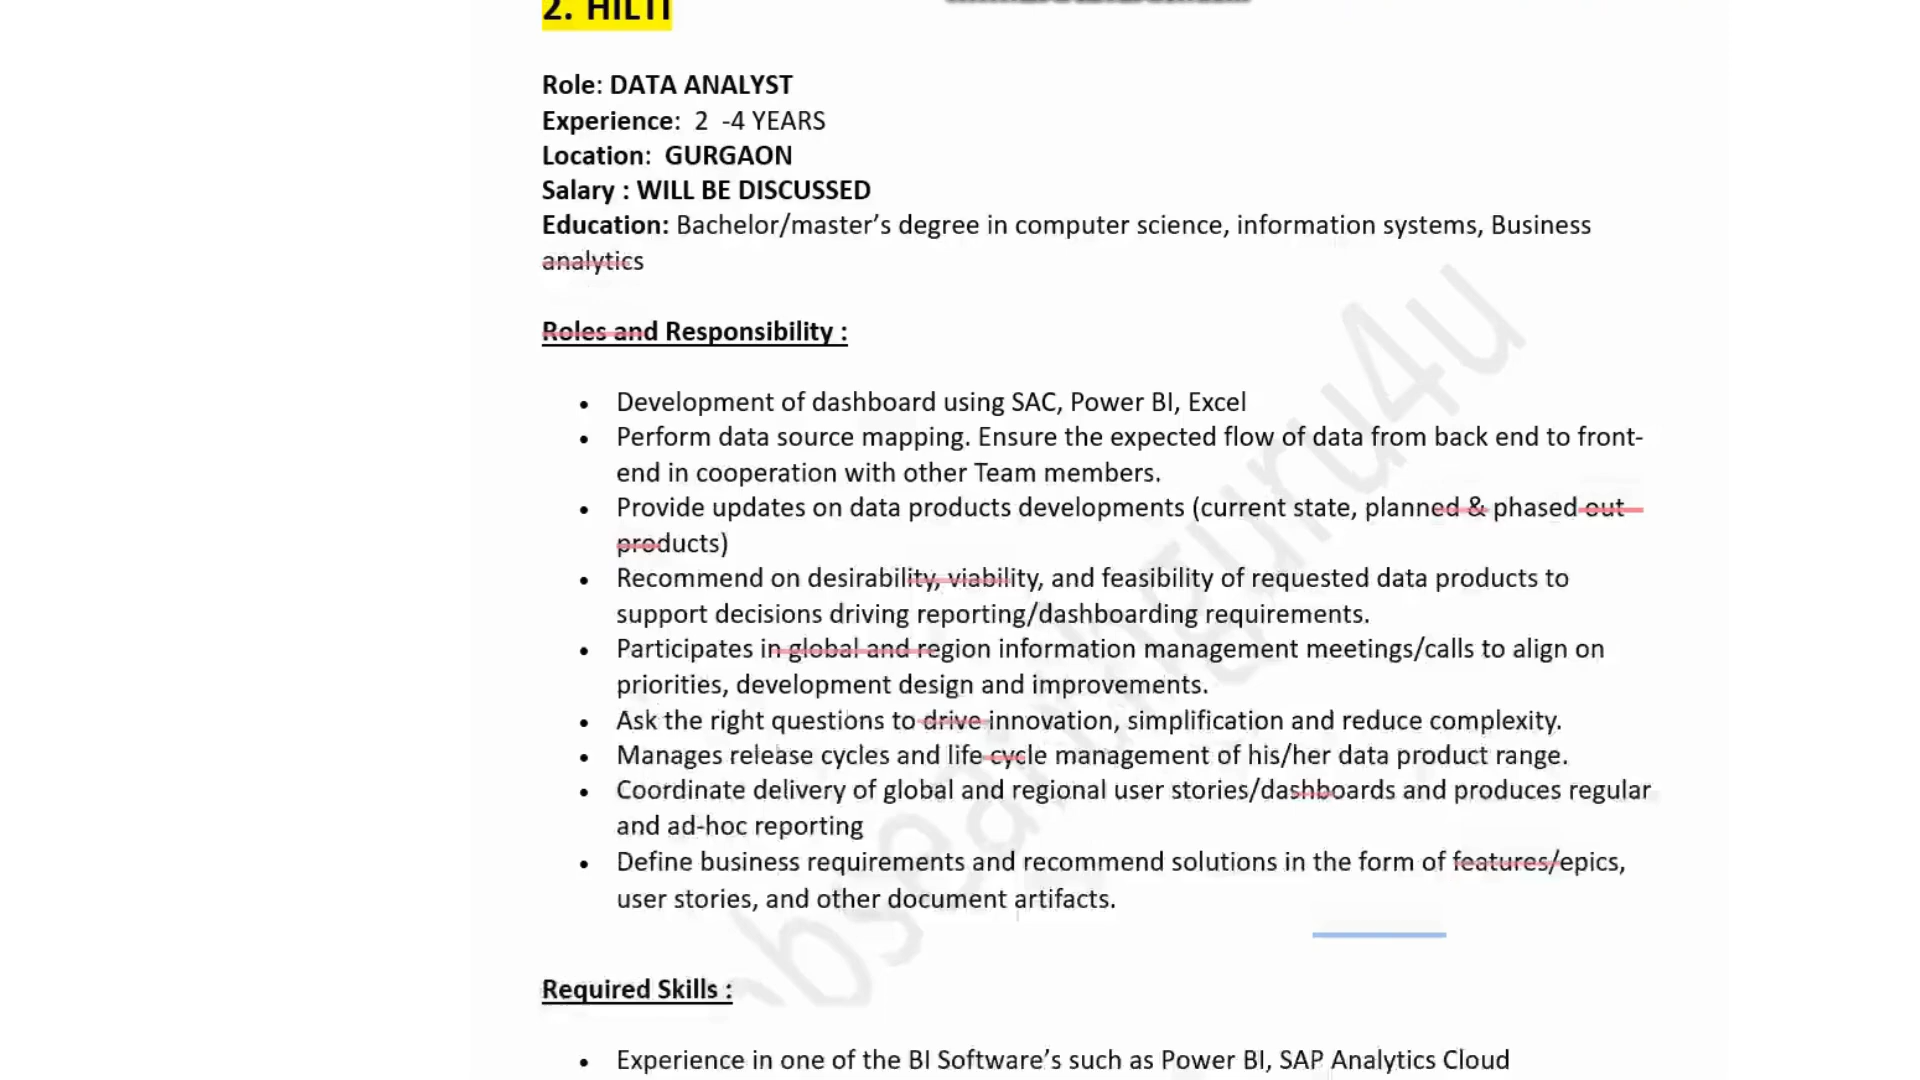 2. HILTI
Role: DATA ANALYST
Experience: 2 -4 YEARS
Location: GURGAON
Salary : WILL BE DISCUSSED
Education: Bachelor/master’s degree in computer science, information systems, Business
analytics
Roles and Responsibility :
• Development of dashboard using SAC, Power BI, Excel
• Perform data source mapping. Ensure the expected flow of data from back end to front-
end in cooperation with other Team members.
• Provide updates on data products developments (current state, planned & phased out
products)
• Recommend on desirability, viability, and feasibility of requested data products to
support decisions driving reporting/dashboarding requirements.
• Participates in global and region information management meetings/calls to align on
priorities, development design and improvements.
• Ask the right questions to drive innovation, simplification and reduce complexity.
• Manages release cycles and life cycle management of his/her data product range.
• Coordinate delivery of global and regional user stories/dashboards and produces regular
and ad-hoc reporting
• Define business requirements and recommend solutions in the form of features/epics,
user stories, and other document artifacts.
Required Skills :
• Experience in one of the BI Software’s such as Power BI, SAP Analytics Cloud